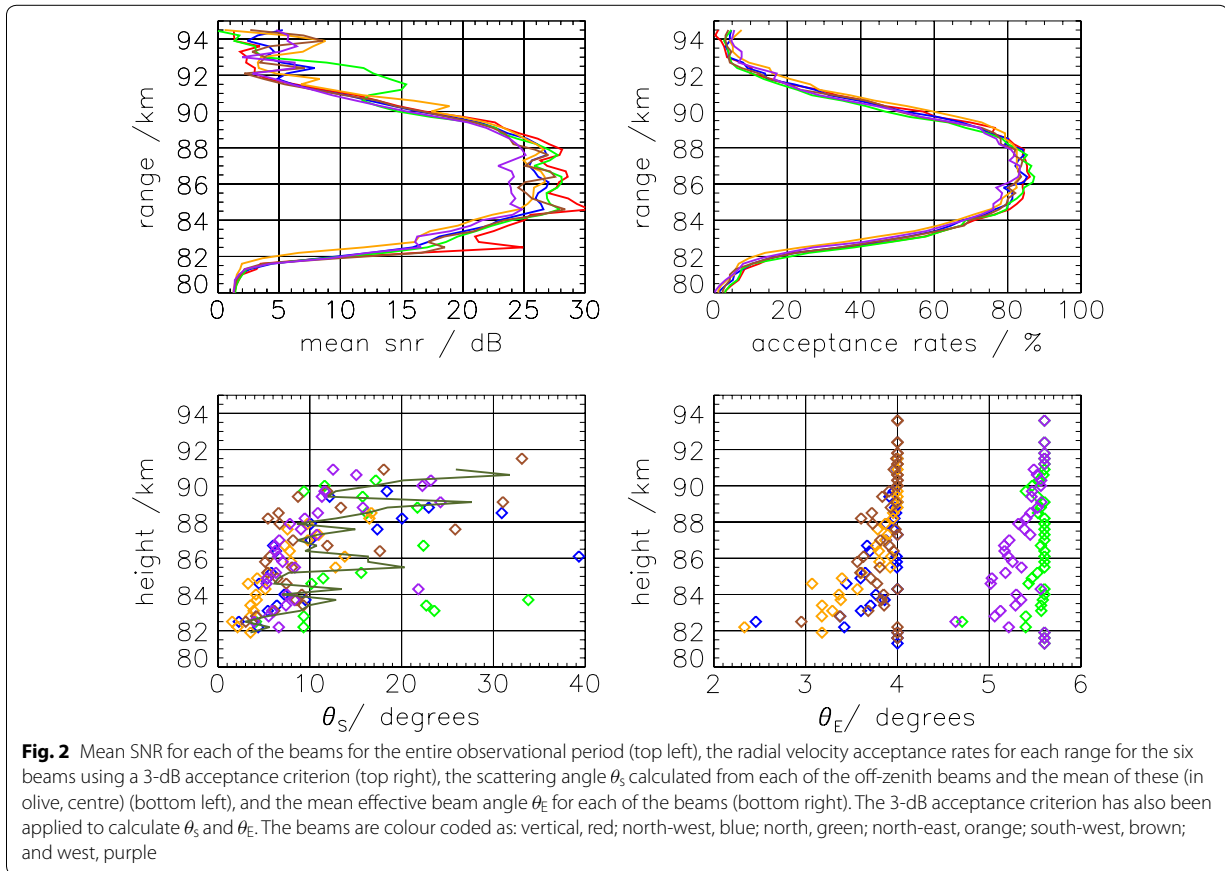 94
92
90
88
86
84
82
80
range /km
0 5 10 15 20 25 30
mean snr / dB
94
92
90
88
86
84
82
80
range /km
0 20 40 60 80 100
acceptance rates / %
94
92
90
88
86
84
82
80
height /km
0 10 20 30 40
θS/ degrees
94
92
90
88
86
84
82
80
height /km
2 3 4 5 6
θE/ degrees
Fig. 2 Mean SNR for each of the beams for the entire observational period (top left), the radial velocity acceptance rates for each range for the six
beams using a 3-dB acceptance criterion (top right), the scattering angle θs calculated from each of the off-zenith beams and the mean of these (in
olive, centre) (bottom left), and the mean effective beam angle θE for each of the beams (bottom right). The 3-dB acceptance criterion has also been
applied to calculate θs and θE. The beams are colour coded as: vertical, red; north-west, blue; north, green; north-east, orange; south-west, brown;
and west, purple